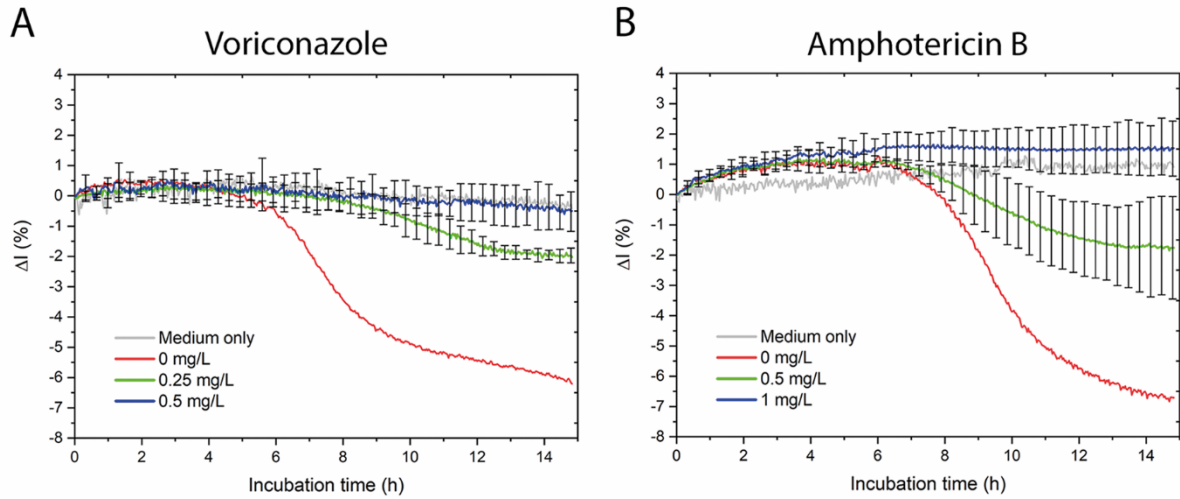 A
Voriconazole
4
3
2
1
0
-1
-2
-3
-4
-5
-6
-7
-8
ΔI (%)
Medium only
0 mg/L
0.25 mg/L
0.5 mg/L
0 2 4 6 8 10 12 14
Incubation time (h)
B
Amphotericin B
4
3
2
1
0
-1
-2
-3
-4
-5
-6
-7
-8
ΔI (%)
Medium only
0 mg/L
0.5 mg/L
1 mg/L
0 2 4 6 8 10 12 14
Incubation time (h)